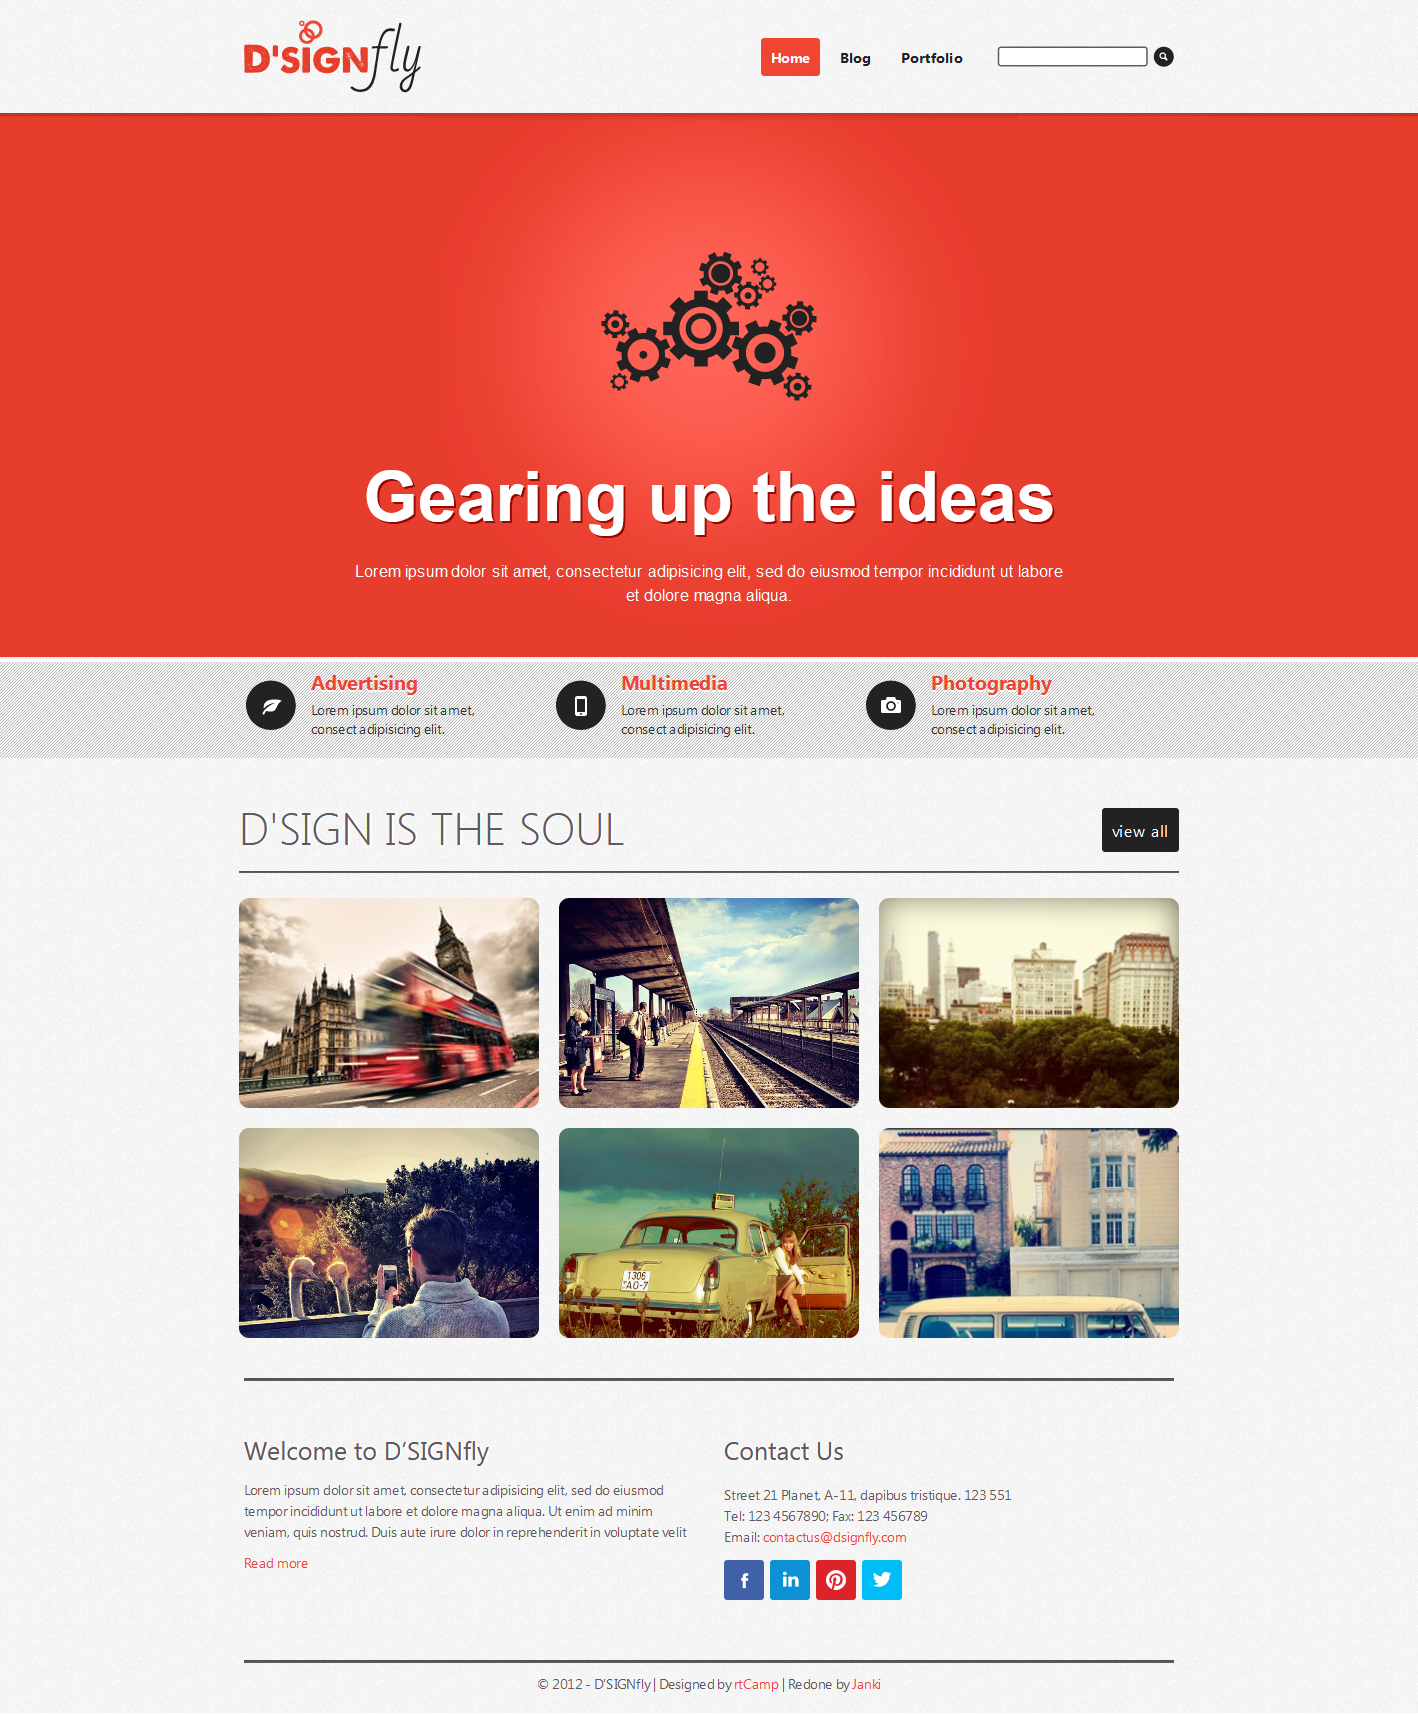 D'SIGNfly
Home Blog Portfolio
Gearing up the ideas
Lorem ipsum dolor sit amet, consectetur adipisicing elit, sed do eiusmod tempor incididunt ut labore
et dolore magna aliqua.
Advertising
Lorem ipsum dolor sit amet,
consect adipisicing elit.
Multimedia
Lorem ipsum dolor sit amet,
consect adipisicing elit.
Photography
Lorem ipsum dolor sit amet,
consect adipisicing elit.
D'SIGN IS THE SOUL
view all
1306
AO-7
Welcome to D’SIGNfly
Lorem ipsum dolor sit amet, consectetur adipisicing elit, sed do eiusmod
tempor incididunt ut labore et dolore magna aliqua. Ut enim ad minim
veniam, quis nostrud. Duis aute irure dolor in reprehenderit in voluptate velit
Read more
Contact Us
Street 21 Planet, A-11, dapibus tristique. 123 551
Tel: 123 4567890; Fax: 123 456789
Email: contactus@dsignfly.com
f in
© 2012 - D'SIGNfly | Designed by rtCamp | Redone by Janki